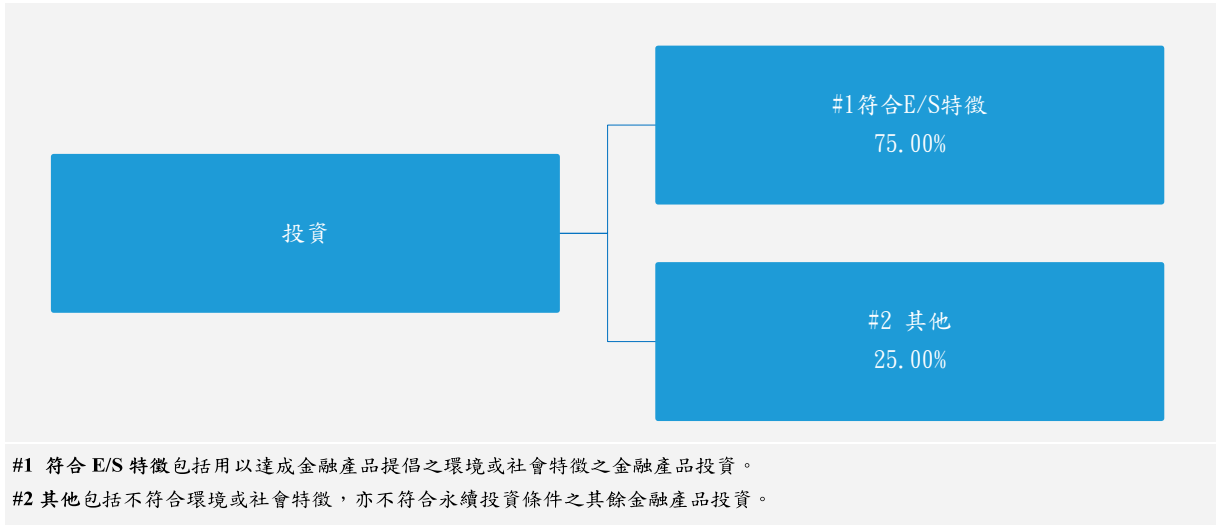 投資
#1符合E/S特徵
75.00%
#2 其他
25.00%
#1 符合 E/S 特徵包括用以達成金融產品提倡之環境或社會特徵之金融產品投資。
#2 其他包括不符合環境或社會特徵，亦不符合永續投資條件之其餘金融產品投資。